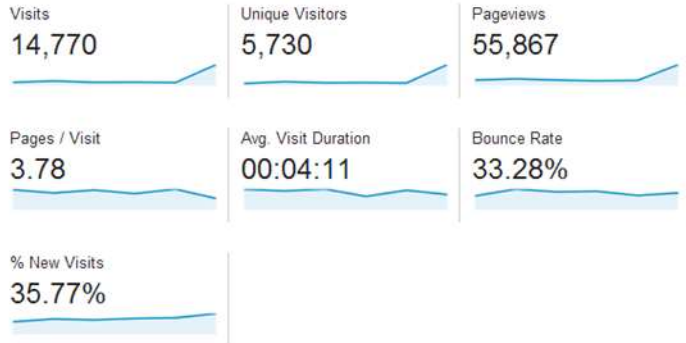 Visits
14,770
Unique Visitors
5,730
Pageviews
55,867
Pages / Visit
3.78
Avg. Visit Duration
00:04:11
Bounce Rate
33.28%
% New Visits
35.77%